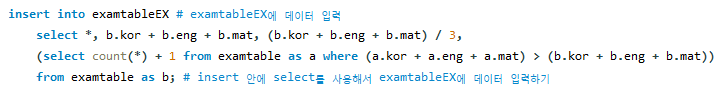 insert into examtableEX # examtableEX에 데이터 입력
select *, b.kor + b.eng + b.mat, (b.kor + b.eng + b.mat) / 3,
(select count(*) + 1 from examtable as a where (a.kor + a.eng + a.mat) > (b.kor + b.eng + b.mat))
from examtable as b; # insert 안에 select를 사용해서 examtableEX에 데이터 입력하기